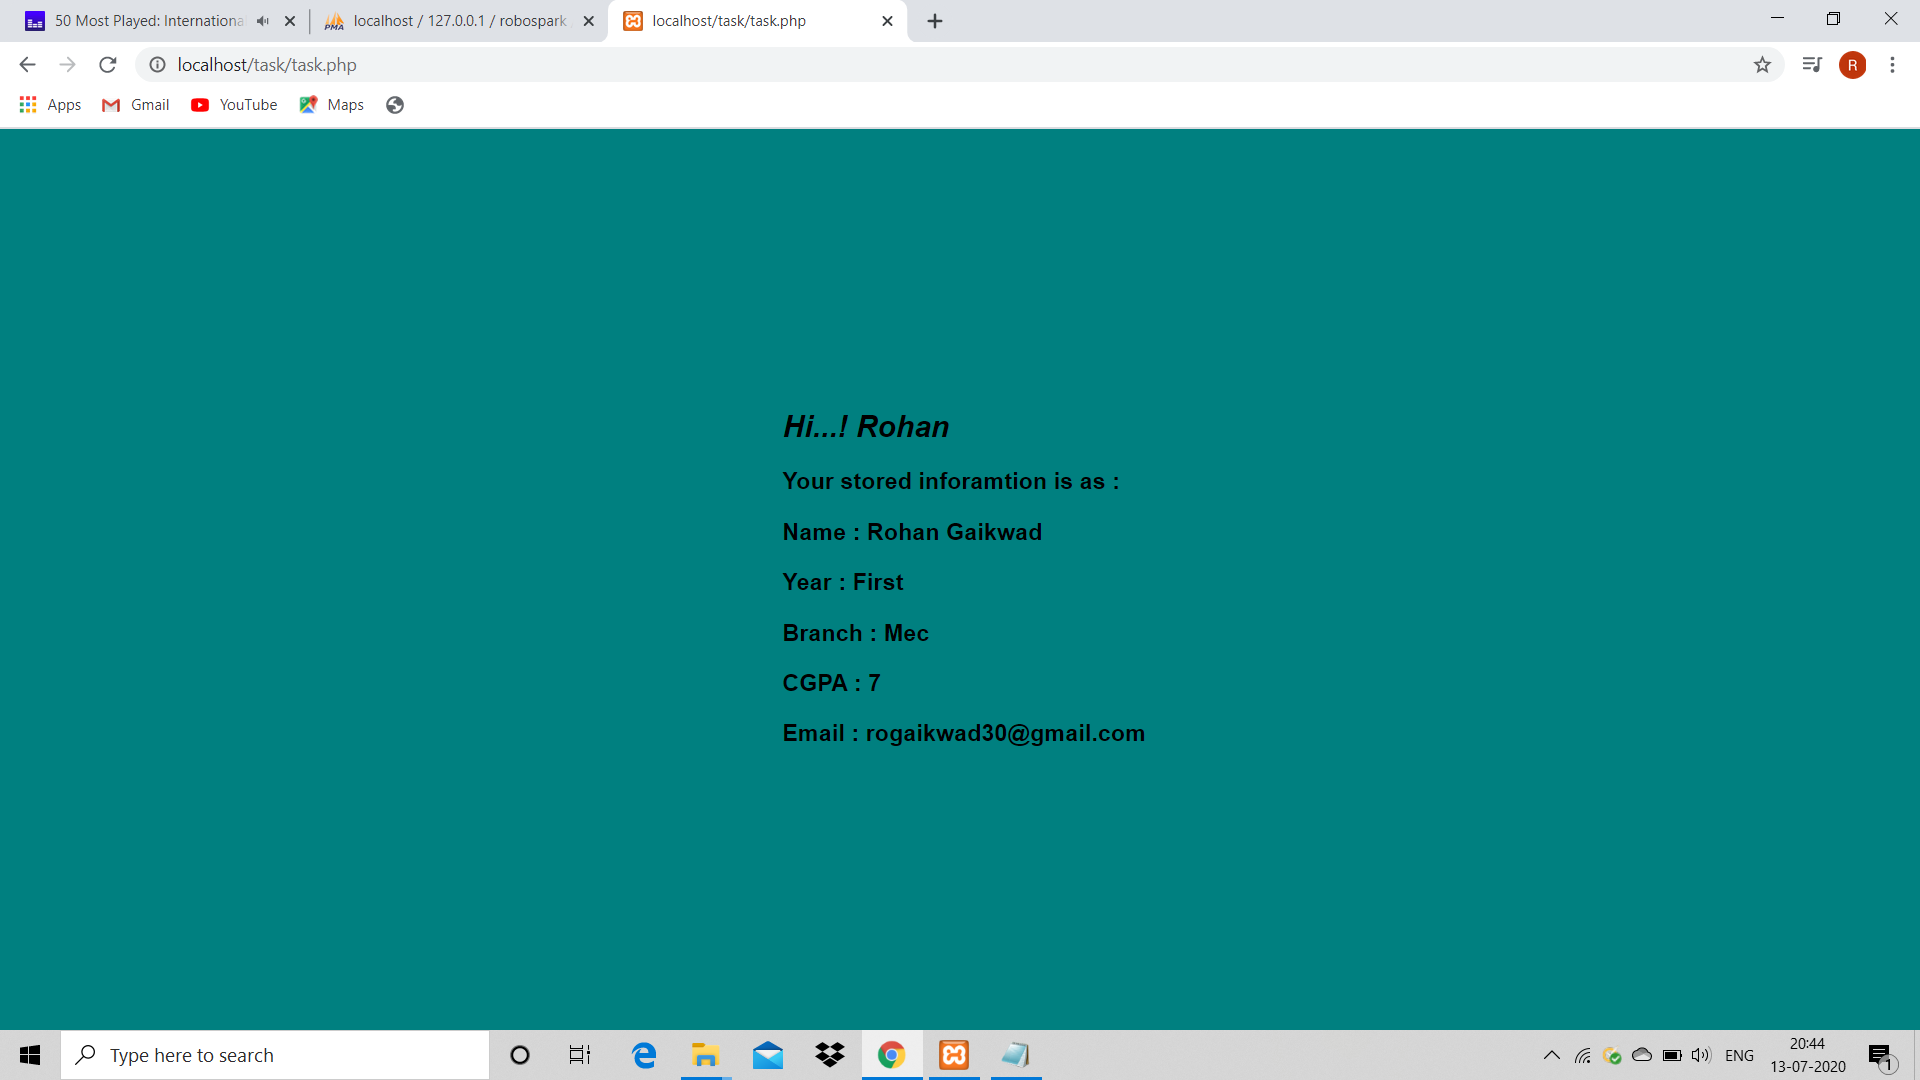 50 Most Played: Internationa
localhost / 127.0.0.1 / robospark
localhost/task/task.php
localhost/task/task.php
R
Apps
Gmail
YouTube
Maps
Hi...! Rohan
Your stored inforamtion is as :
Name : Rohan Gaikwad
Year : First
Branch : Mec
CGPA : 7
Email : rogaikwad30@gmail.com
Type here to search
ENG
20:44
13-07-2020
1